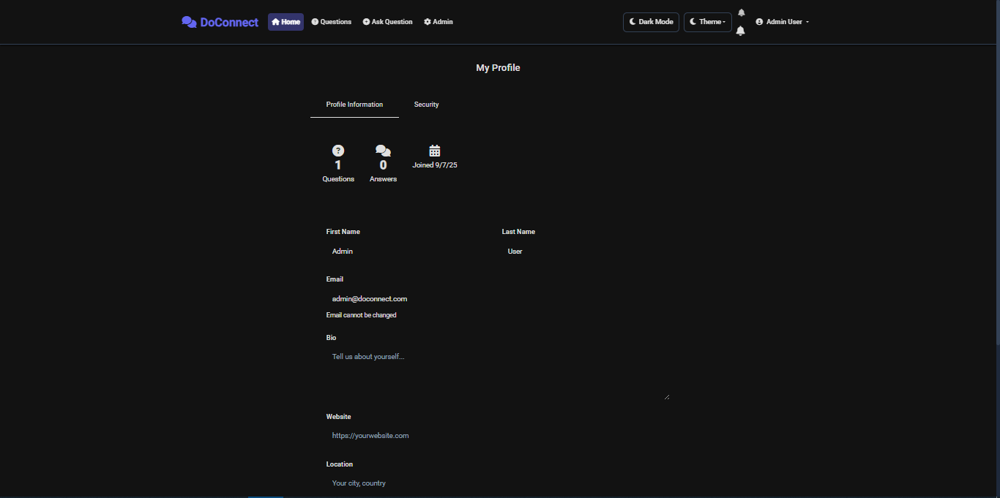 DoConnect Home Questions Ask Question Admin Dark Mode Theme Admin User
My Profile
Profile Information Security
1 0 Joined 9/7/25
Questions Answers
First Name Last Name
Admin User
Email
admin@doconnect.com
Email cannot be changed
Bio
Tell us about yourself...
Website
https://yourwebsite.com
Location
Your city, country